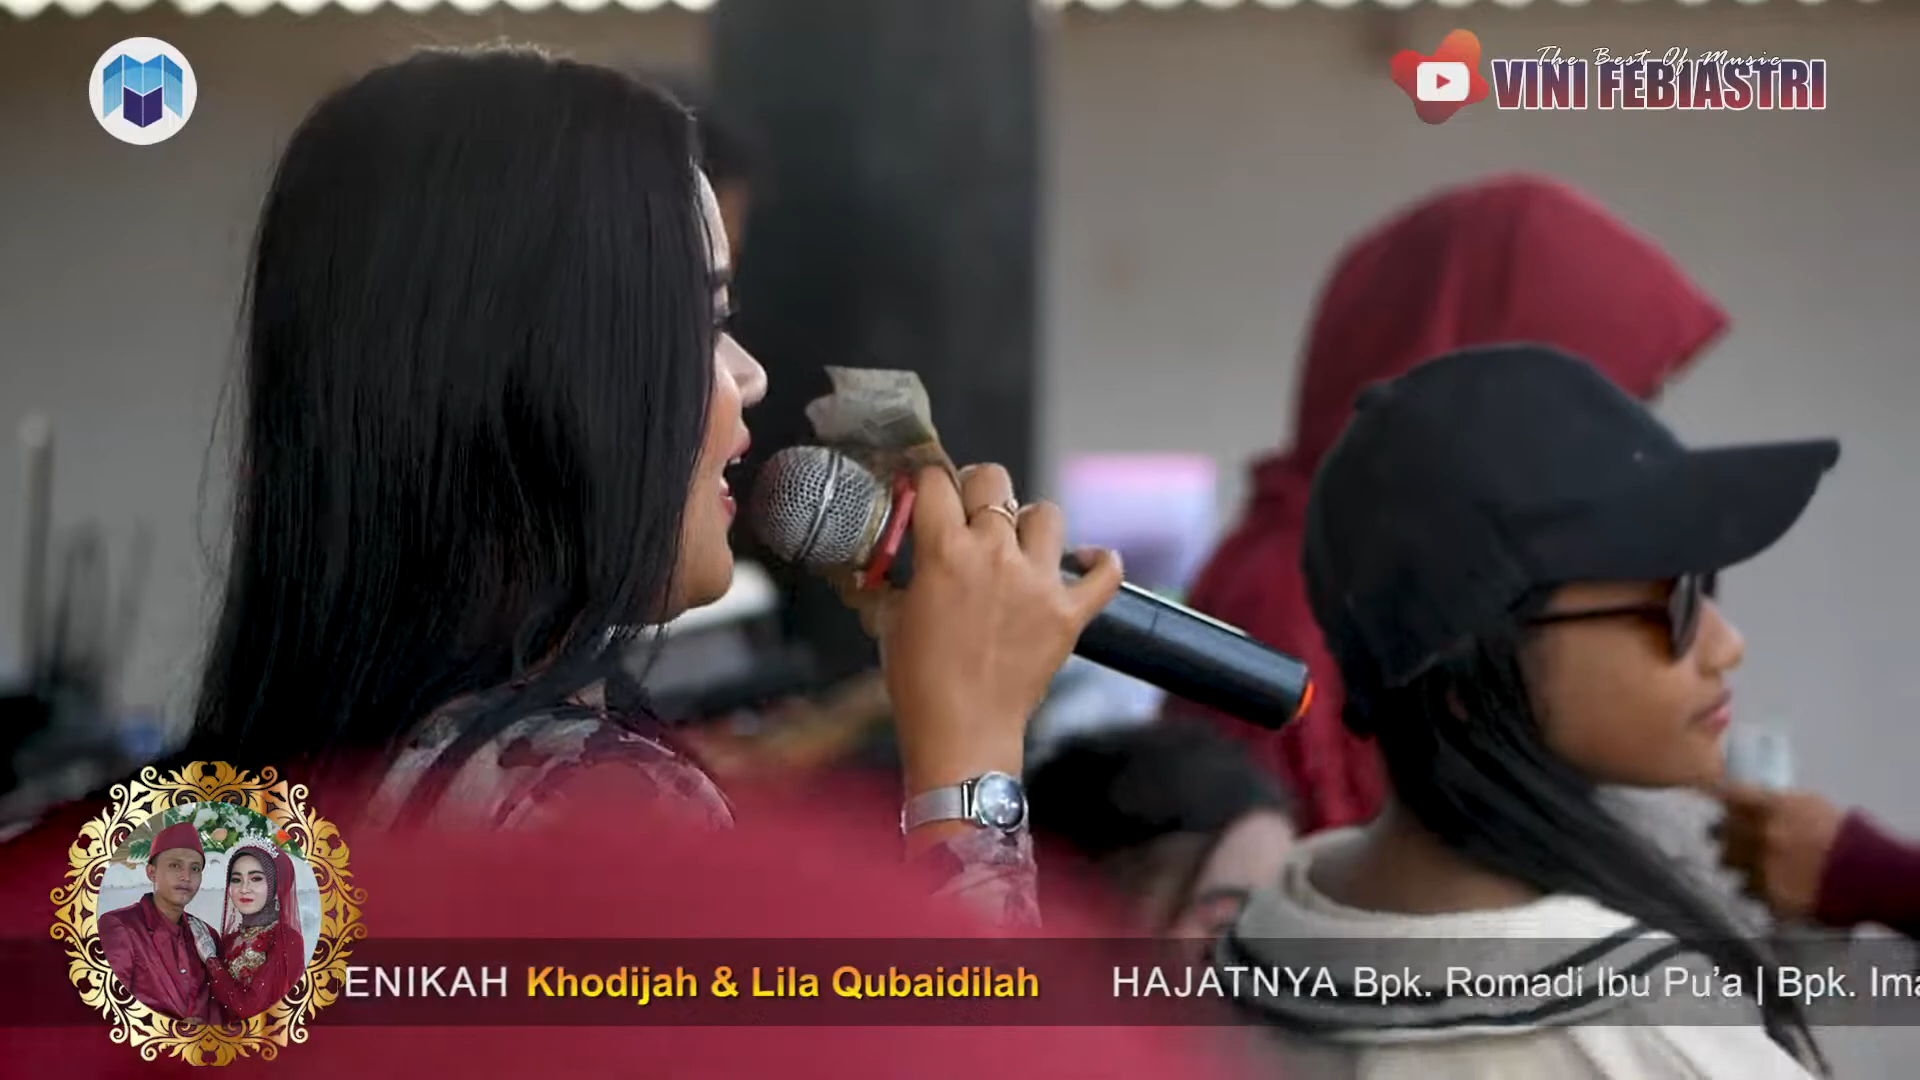 The Best Of Music
VINI FEBIASTRI
ENIKAH Khodijah & Lila Qubaidilah HAJATNYA Bpk. Romadi Ibu Pu’a | Bpk. Ima